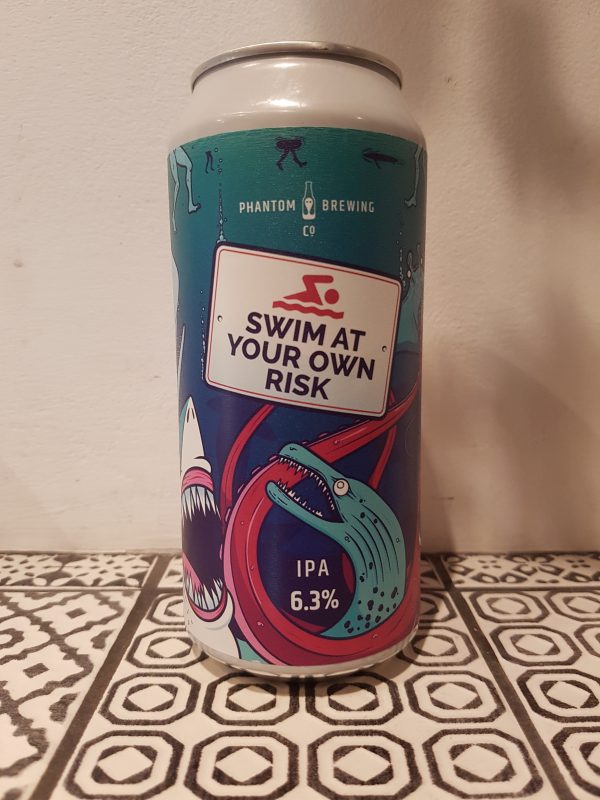 PHANTOM BREWING
Co
SWIM AT
YOUR OWN
RISK
IPA
6.3%